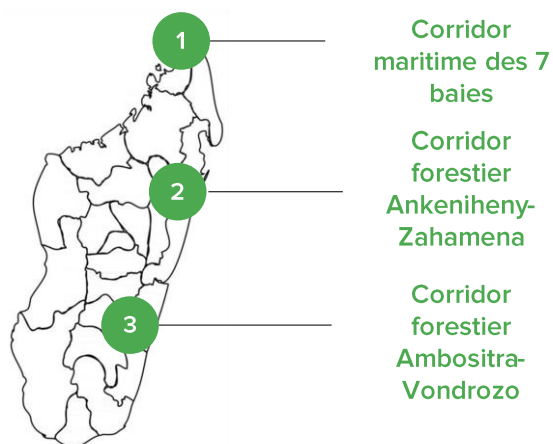 1
Corridor
maritime des 7
baies
2
Corridor
forestier
Ankeniheny-
Zahamena
3
Corridor
forestier
Ambositra-
Vondrozo